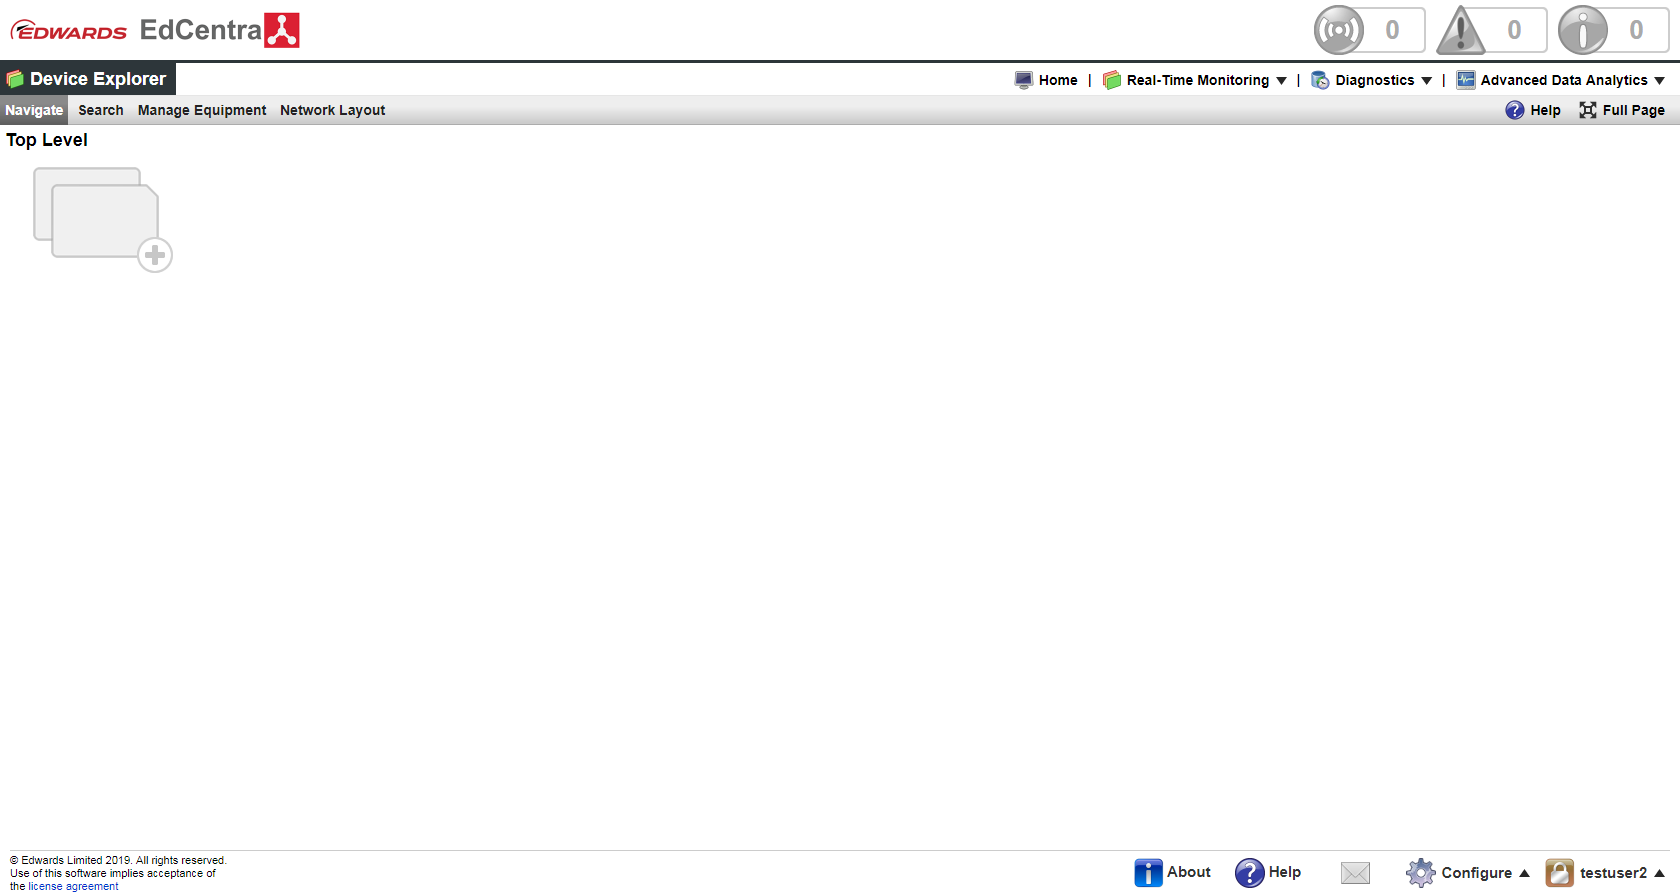 EDWARDS EdCentra
0 0 0
Device Explorer
Home | Real-Time Monitoring | Diagnostics | Advanced Data Analytics
Navigate Search Manage Equipment Network Layout
Help Full Page
Top Level
© Edwards Limited 2019. All rights reserved.
Use of this software implies acceptance of
the license agreement
About Help Configure testuser2